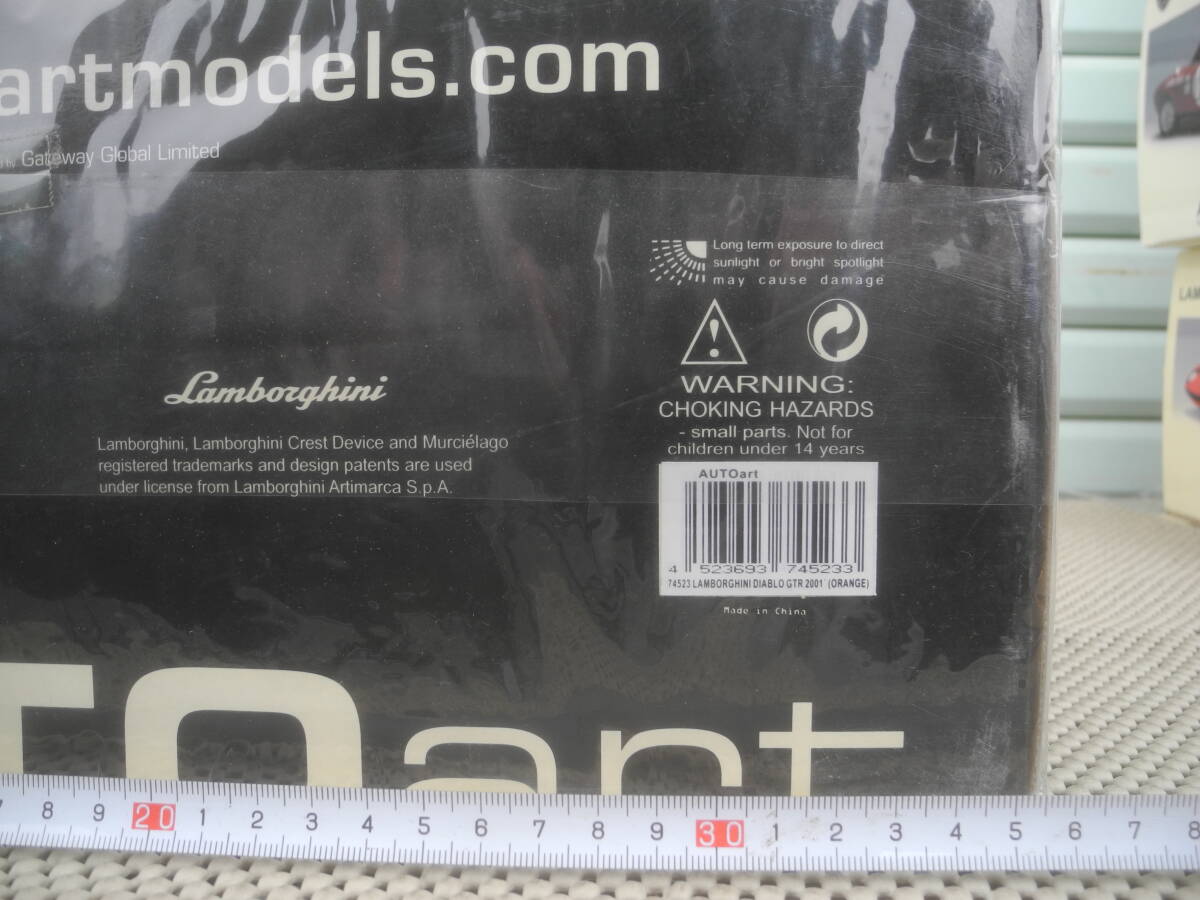 artmodels.com
by Gateway Global Limited
Long term exposure to direct
sunlight or bright spotlight
may cause damage
WARNING:
CHOKING HAZARDS
- small parts. Not for
children under 14 years
Lamborghini
Lamborghini, Lamborghini Crest Device and Murciélago
registered trademarks and design patents are used
under license from Lamborghini Artimarca S.p.A.
AUTOart
4 523693 745233
74523 LAMBORGHINI DIABLO GTR 2001 (ORANGE)
Made in China
TOart
7 8 9 20 1 2 3 4 5 6 7 8 9 30 1 2 3 4 5 6 7 8
LAM